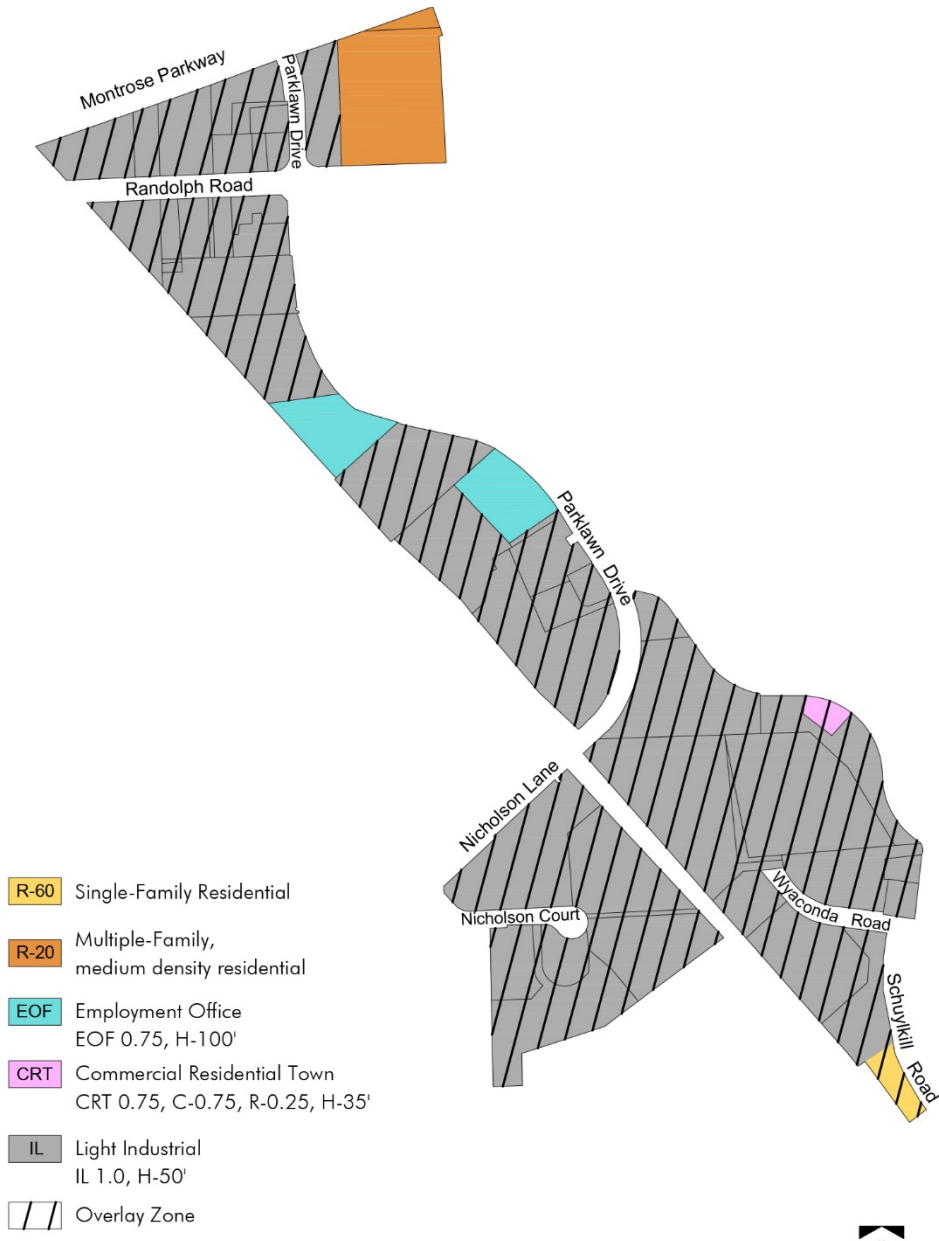 Montrose Parkway
Parklawn Drive
Randolph Road
Parklawn Drive
Nicholson Lane
Nicholson Court
Wyaconda Road
Schuylkill Road
R-60 Single-Family Residential
R-20 Multiple-Family,
medium density residential
EOF Employment Office
EOF 0.75, H-100'
CRT Commercial Residential Town
CRT 0.75, C-0.75, R-0.25, H-35'
IL Light Industrial
IL 1.0, H-50'
Overlay Zone